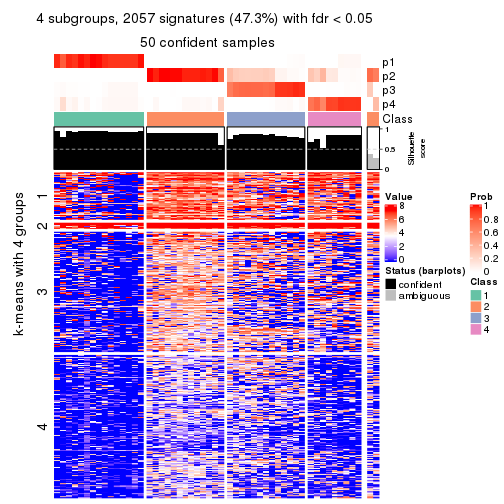 4 subgroups, 2057 signatures (47.3%) with fdr < 0.05
50 confident samples
p1
p2
p3
p4
Class
1
0.5
0
Silhouette
score
k-means with 4 groups
1
2
3
4
Value
8
6
4
2
0
Status (barplots)
confident
ambiguous
Prob
1
0.8
0.6
0.4
0.2
0
Class
1
2
3
4